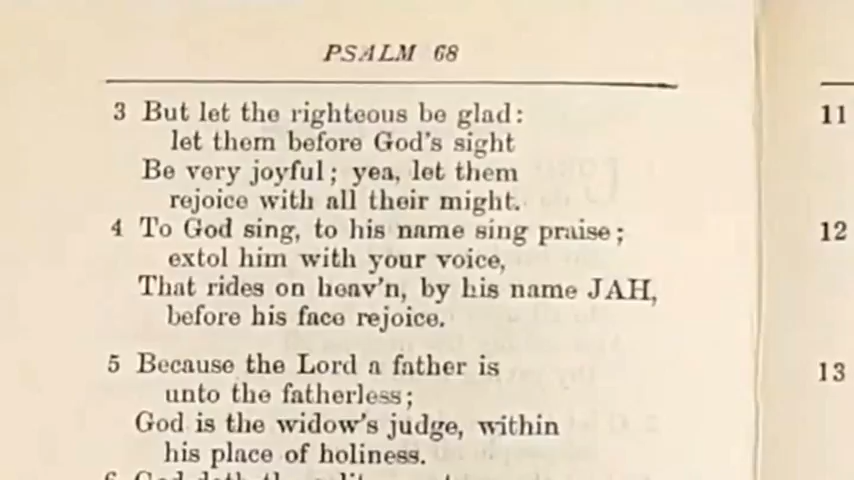 PSALM 68
3 But let the righteous be glad:
let them before God's sight
Be very joyful; yea, let them
rejoice with all their might.
4 To God sing, to his name sing praise;
extol him with your voice,
That rides on heav'n, by his name JAH,
before his face rejoice.
5 Because the Lord a father is
unto the fatherless;
God is the widow's judge, within
his place of holiness.
11
12
13